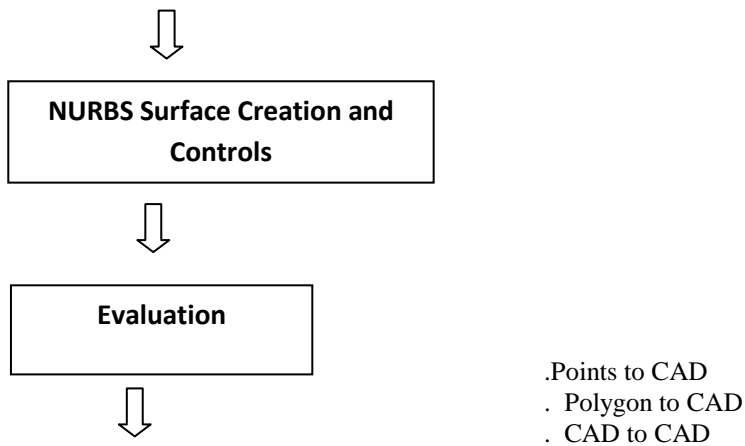 NURBS Surface Creation and
Controls
Evaluation
.Points to CAD
. Polygon to CAD
. CAD to CAD